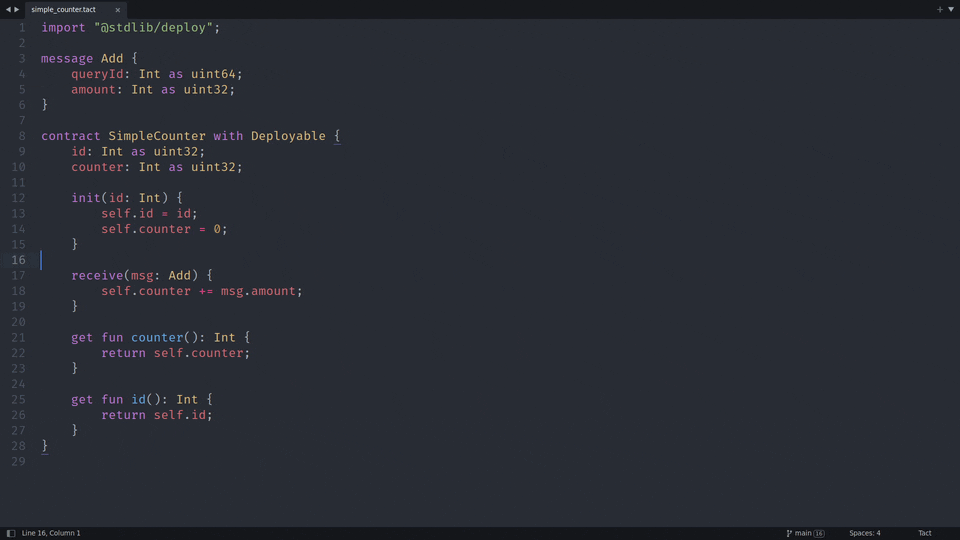 simple_counter.tact ×
1 import "@stdlib/deploy";
2
3 message Add {
4     queryId: Int as uint64;
5     amount: Int as uint32;
6 }
7
8 contract SimpleCounter with Deployable {
9     id: Int as uint32;
10     counter: Int as uint32;
11
12     init(id: Int) {
13         self.id = id;
14         self.counter = 0;
15     }
16
17     receive(msg: Add) {
18         self.counter += msg.amount;
19     }
20
21     get fun counter(): Int {
22         return self.counter;
23     }
24
25     get fun id(): Int {
26         return self.id;
27     }
28 }
29
Line 16, Column 1 main 16 Spaces: 4 Tact